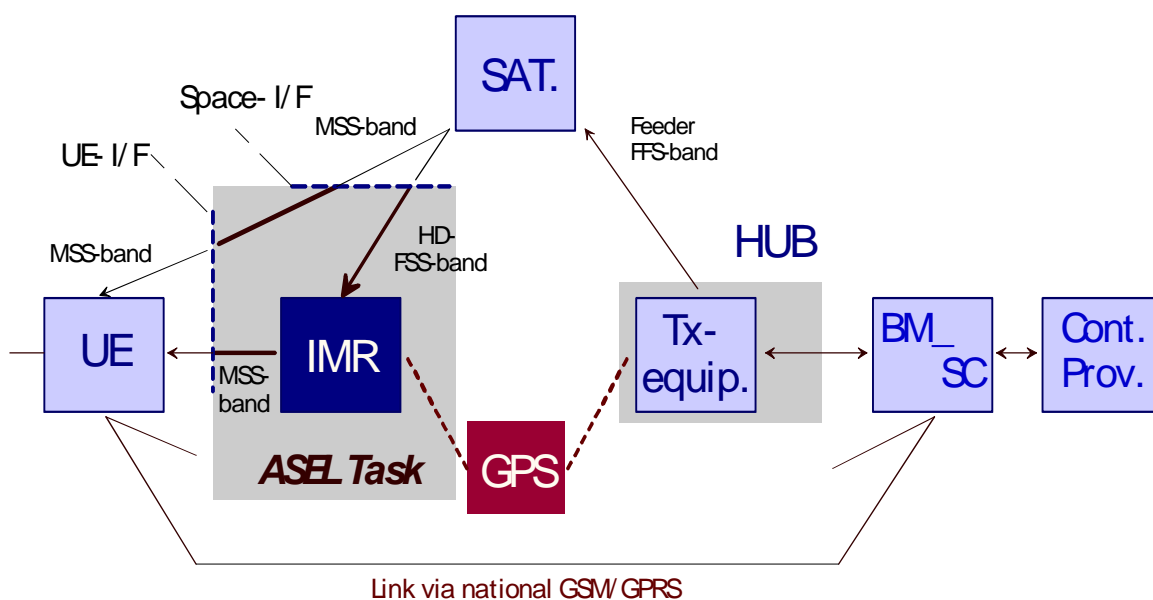 SAT.
Space- I/ F
MSS-band
Feeder
FFS-band
UE- I/ F
MSS-band
HD-
FSS-band
HUB
UE
MSS-
band
IMR
Tx-
equip.
BM_
SC
Cont.
Prov.
ASEL Task
GPS
Link via national GSM/ GPRS